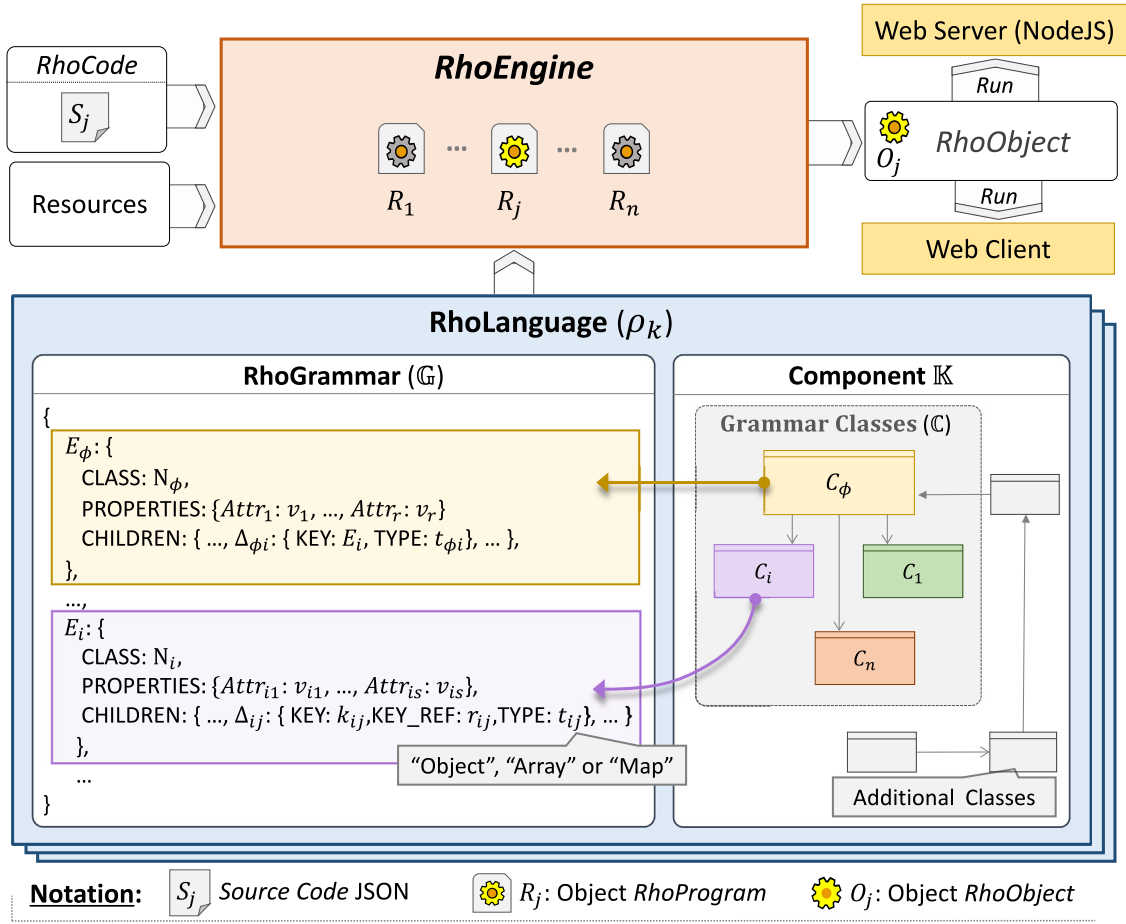 RhoCode
S_j
Resources
RhoEngine
R_1
...
R_j
...
R_n
Web Server (NodeJS)
Run
O_j
RhoObject
Run
Web Client
RhoLanguage (ρ_k)
RhoGrammar (𝔾)
{
E_ϕ: {
CLASS: N_ϕ,
PROPERTIES: {Attr_1: v_1, ..., Attr_r: v_r}
CHILDREN: { ..., Δ_ϕi: { KEY: E_i, TYPE: t_ϕi}, ... },
},
...,
E_i: {
CLASS: N_i,
PROPERTIES: {Attr_i1: v_i1, ..., Attr_is: v_is},
CHILDREN: { ..., Δ_ij: { KEY: k_ij,KEY_REF: r_ij,TYPE: t_ij}, ... }
},
...
}
“Object”, “Array” or “Map”
Component 𝕂
Grammar Classes (ℂ)
C_ϕ
C_i
C_1
C_n
Additional Classes
Notation:
S_j
Source Code JSON
R_j: Object RhoProgram
O_j: Object RhoObject